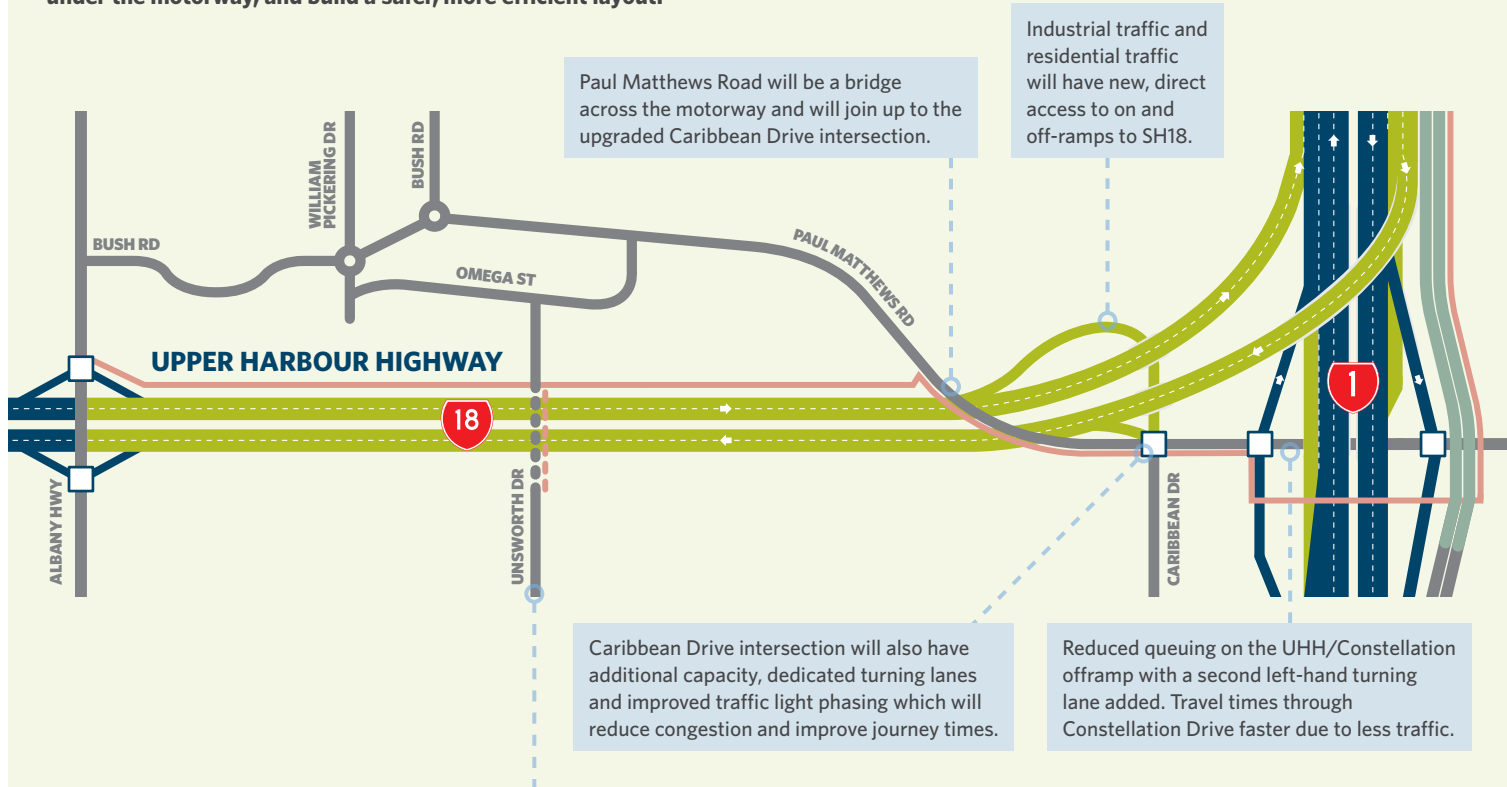 under the motorway, and build a safer, more efficient layout.
Industrial traffic and
residential traffic
will have new, direct
access to on and
off-ramps to SH18.
Paul Matthews Road will be a bridge
across the motorway and will join up to the
upgraded Caribbean Drive intersection.
WILLIAM
PICKERING DR
BUSH RD
BUSH RD
OMEGA ST
PAUL MATTHEWS RD
UPPER HARBOUR HIGHWAY
18
1
ALBANY HWY
UNSWORTH DR
CARIBBEAN DR
Caribbean Drive intersection will also have
additional capacity, dedicated turning lanes
and improved traffic light phasing which will
reduce congestion and improve journey times.
Reduced queuing on the UHH/Constellation
offramp with a second left-hand turning
lane added. Travel times through
Constellation Drive faster due to less traffic.